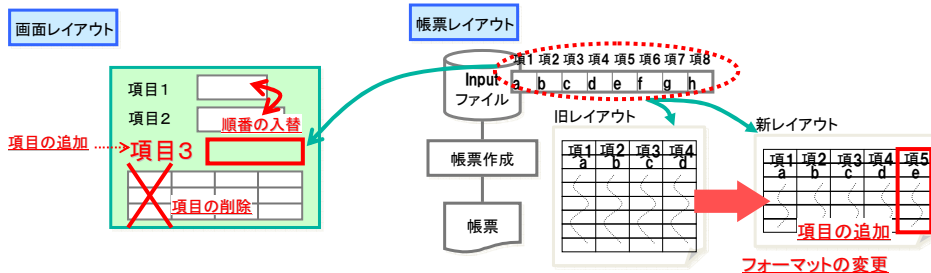 画面レイアウト
項目1
項目2
順番の入替
項目の追加
項目3
項目の削除
帳票レイアウト
Input
ファイル
帳票作成
帳票
項1 項2 項3 項4 項5 項6 項7 項8
a b c d e f g h
旧レイアウト
項1 項2 項3 項4
a b c d
新レイアウト
項1 項2 項3 項4 項5
a b c d e
項目の追加
フォーマットの変更